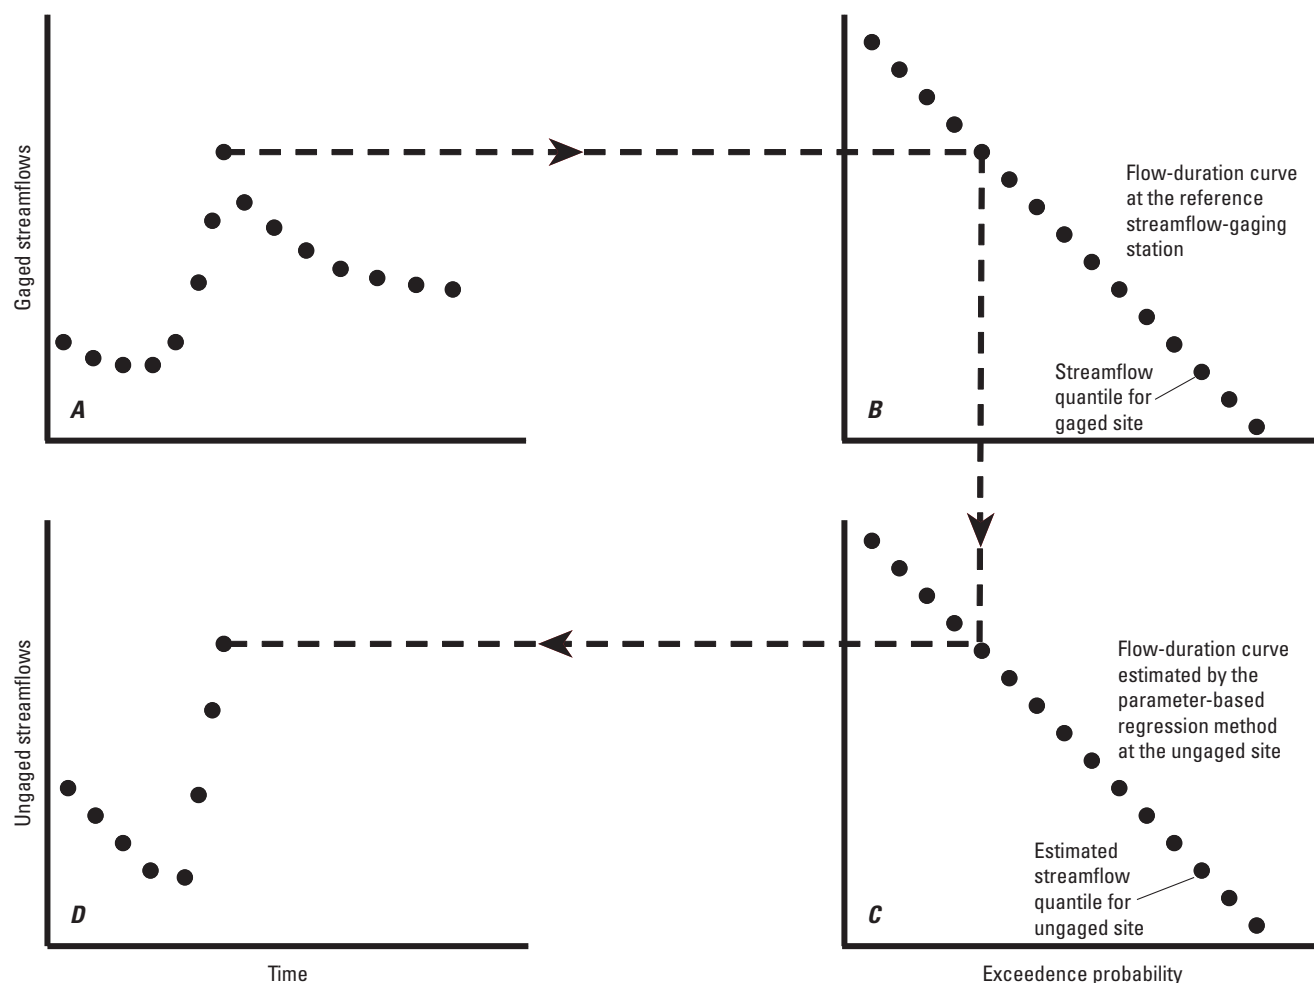 Gaged streamflows
A
Flow-duration curve
at the reference
streamflow-gaging
station
Streamflow
quantile for
gaged site
B
Ungaged streamflows
D
Time
Flow-duration curve
estimated by the
parameter-based
regression method
at the ungaged site
Estimated
streamflow
quantile for
ungaged site
C
Exceedence probability